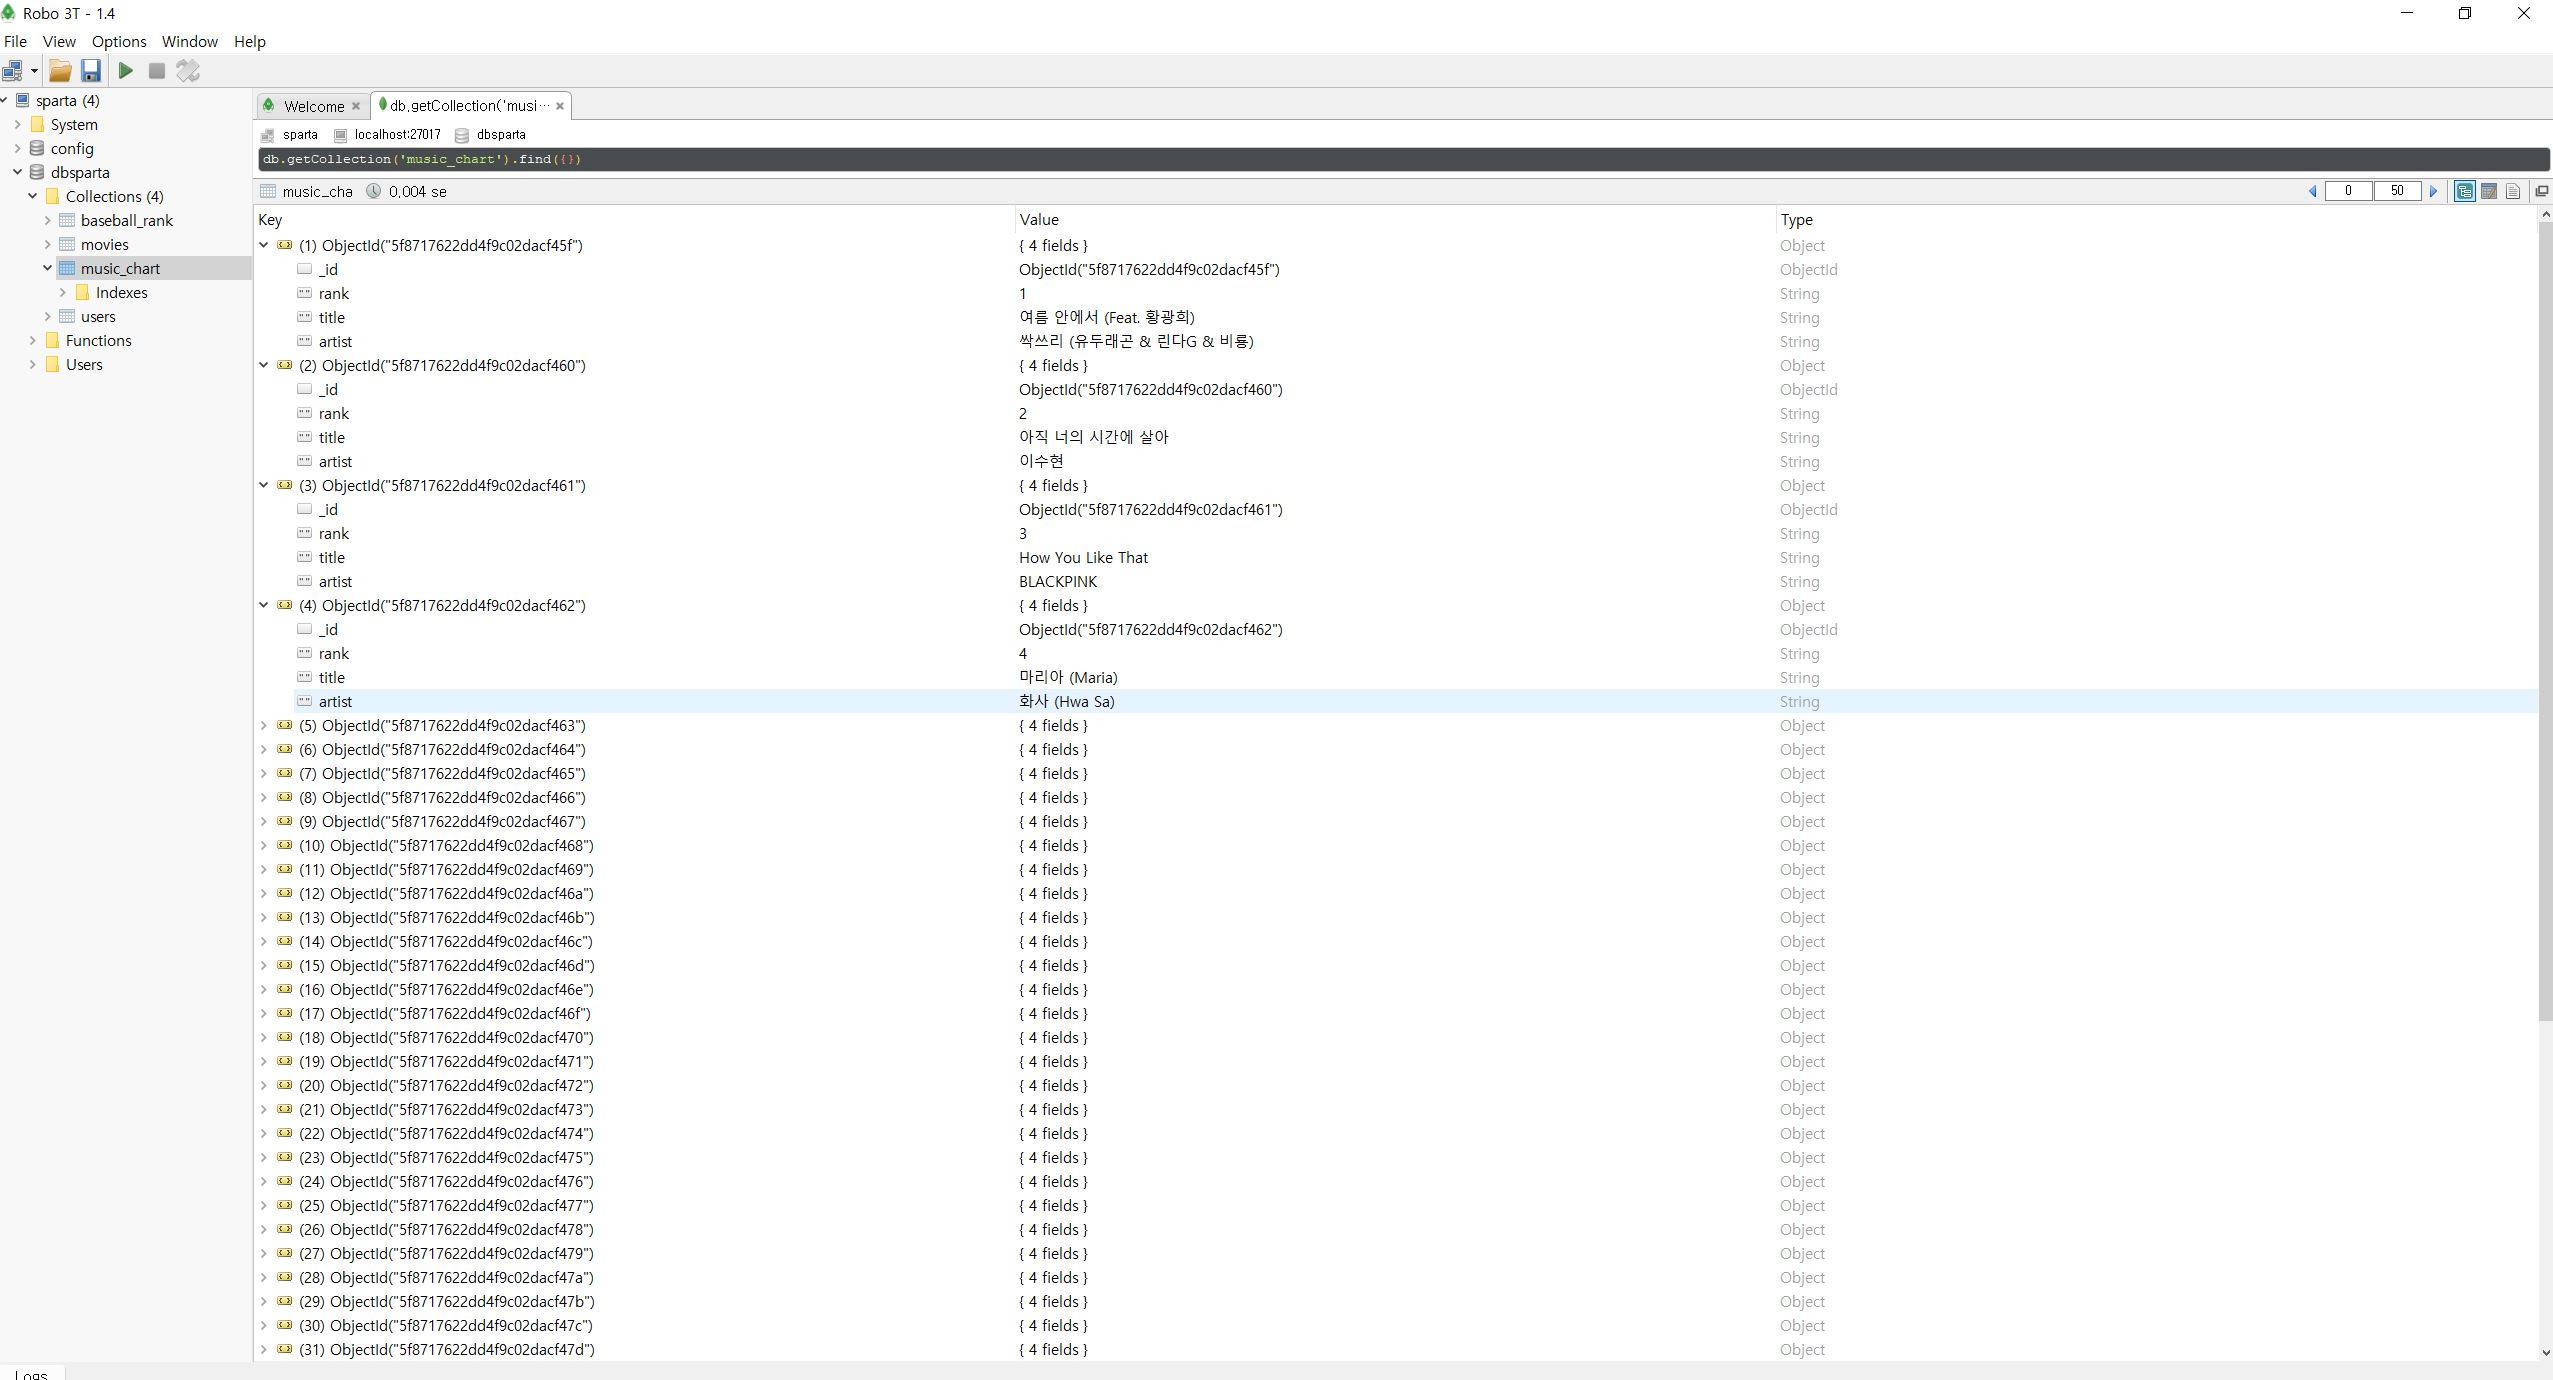 Robo 3T - 1.4
File View Options Window Help
sparta (4)
System
config
dbsparta
Collections (4)
baseball_rank
movies
music_chart
Indexes
users
Functions
Users
Welcome
db.getCollection('musi...
sparta localhost:27017 dbsparta
db.getCollection('music_chart').find({})
music_cha 0,004 se
0 50
Key Value Type
(1) ObjectId("5f8717622dd4f9c02dacf45f") { 4 fields } Object
_id ObjectId("5f8717622dd4f9c02dacf45f") ObjectId
rank 1 String
title 여름 안에서 (Feat. 황광희) String
artist 싹쓰리 (유두래곤 & 린다G & 비룡) String
(2) ObjectId("5f8717622dd4f9c02dacf460") { 4 fields } Object
_id ObjectId("5f8717622dd4f9c02dacf460") ObjectId
rank 2 String
title 아직 너의 시간에 살아 String
artist 이수현 String
(3) ObjectId("5f8717622dd4f9c02dacf461") { 4 fields } Object
_id ObjectId("5f8717622dd4f9c02dacf461") ObjectId
rank 3 String
title How You Like That String
artist BLACKPINK String
(4) ObjectId("5f8717622dd4f9c02dacf462") { 4 fields } Object
_id ObjectId("5f8717622dd4f9c02dacf462") ObjectId
rank 4 String
title 마리아 (Maria) String
artist 화사 (Hwa Sa) String
(5) ObjectId("5f8717622dd4f9c02dacf463") { 4 fields } Object
(6) ObjectId("5f8717622dd4f9c02dacf464") { 4 fields } Object
(7) ObjectId("5f8717622dd4f9c02dacf465") { 4 fields } Object
(8) ObjectId("5f8717622dd4f9c02dacf466") { 4 fields } Object
(9) ObjectId("5f8717622dd4f9c02dacf467") { 4 fields } Object
(10) ObjectId("5f8717622dd4f9c02dacf468") { 4 fields } Object
(11) ObjectId("5f8717622dd4f9c02dacf469") { 4 fields } Object
(12) ObjectId("5f8717622dd4f9c02dacf46a") { 4 fields } Object
(13) ObjectId("5f8717622dd4f9c02dacf46b") { 4 fields } Object
(14) ObjectId("5f8717622dd4f9c02dacf46c") { 4 fields } Object
(15) ObjectId("5f8717622dd4f9c02dacf46d") { 4 fields } Object
(16) ObjectId("5f8717622dd4f9c02dacf46e") { 4 fields } Object
(17) ObjectId("5f8717622dd4f9c02dacf46f") { 4 fields } Object
(18) ObjectId("5f8717622dd4f9c02dacf470") { 4 fields } Object
(19) ObjectId("5f8717622dd4f9c02dacf471") { 4 fields } Object
(20) ObjectId("5f8717622dd4f9c02dacf472") { 4 fields } Object
(21) ObjectId("5f8717622dd4f9c02dacf473") { 4 fields } Object
(22) ObjectId("5f8717622dd4f9c02dacf474") { 4 fields } Object
(23) ObjectId("5f8717622dd4f9c02dacf475") { 4 fields } Object
(24) ObjectId("5f8717622dd4f9c02dacf476") { 4 fields } Object
(25) ObjectId("5f8717622dd4f9c02dacf477") { 4 fields } Object
(26) ObjectId("5f8717622dd4f9c02dacf478") { 4 fields } Object
(27) ObjectId("5f8717622dd4f9c02dacf479") { 4 fields } Object
(28) ObjectId("5f8717622dd4f9c02dacf47a") { 4 fields } Object
(29) ObjectId("5f8717622dd4f9c02dacf47b") { 4 fields } Object
(30) ObjectId("5f8717622dd4f9c02dacf47c") { 4 fields } Object
(31) ObjectId("5f8717622dd4f9c02dacf47d") { 4 fields } Object
Logs